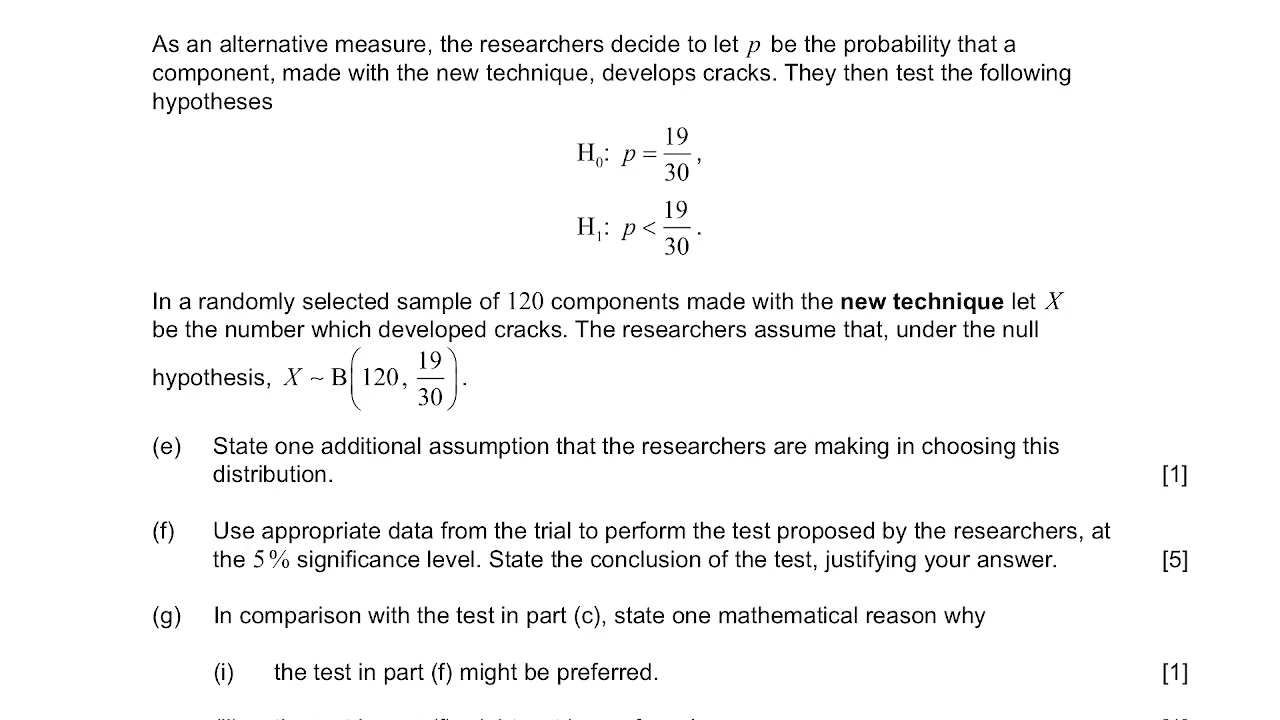 As an alternative measure, the researchers decide to let p be the probability that a
component, made with the new technique, develops cracks. They then test the following
hypotheses
H₀: p = 19/30,
H₁: p < 19/30.
In a randomly selected sample of 120 components made with the new technique let X
be the number which developed cracks. The researchers assume that, under the null
hypothesis, X ~ B(120, 19/30).
(e) State one additional assumption that the researchers are making in choosing this
distribution. [1]
(f) Use appropriate data from the trial to perform the test proposed by the researchers, at
the 5% significance level. State the conclusion of the test, justifying your answer. [5]
(g) In comparison with the test in part (c), state one mathematical reason why
(i) the test in part (f) might be preferred. [1]